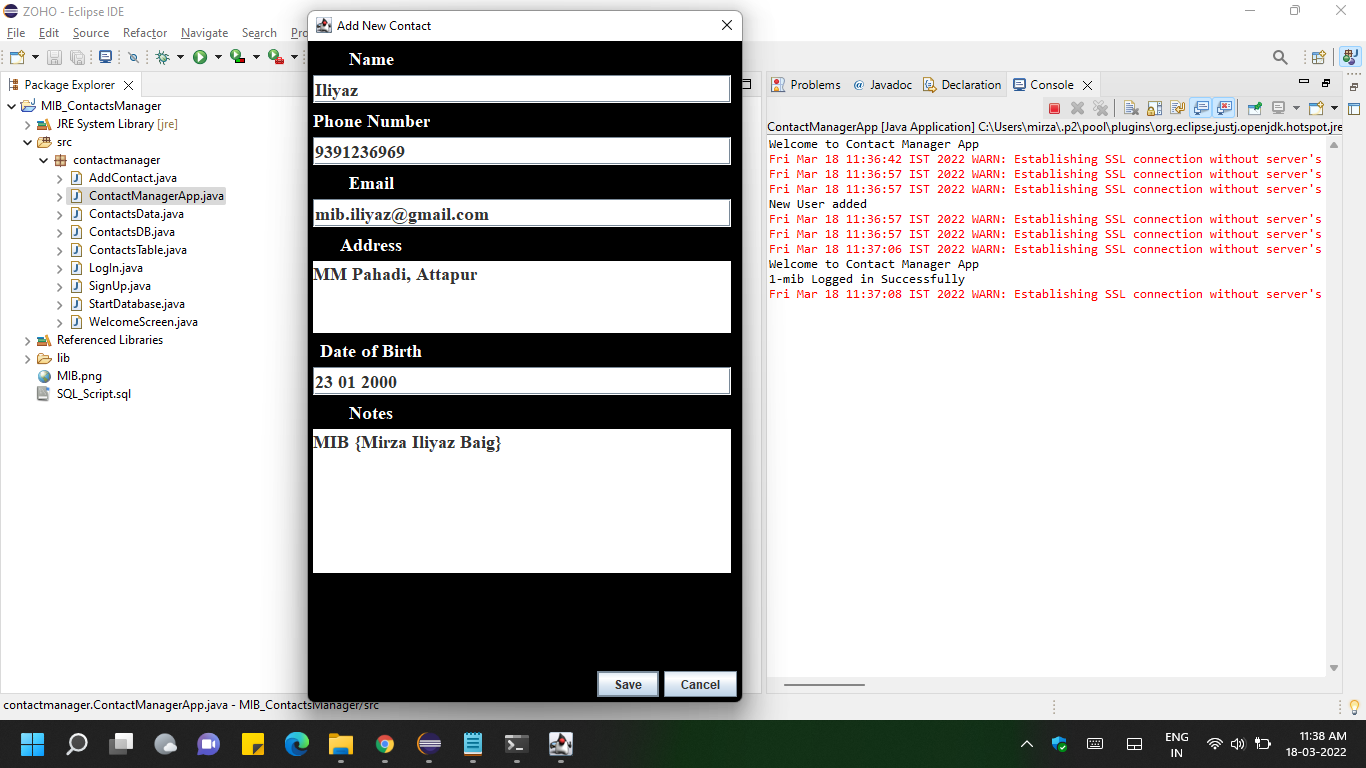 ZOHO - Eclipse IDE
File Edit Source Refactor Navigate Search Pro
Package Explorer
MIB_ContactsManager
JRE System Library [jre]
src
contactmanager
AddContact.java
ContactManagerApp.java
ContactsData.java
ContactsDB.java
ContactsTable.java
LogIn.java
SignUp.java
StartDatabase.java
WelcomeScreen.java
Referenced Libraries
lib
MIB.png
SQL_Script.sql
Add New Contact
Name
Iliyaz
Phone Number
9391236969
Email
mib.iliyaz@gmail.com
Address
MM Pahadi, Attapur
Date of Birth
23 01 2000
Notes
MIB {Mirza Iliyaz Baig}
Save Cancel
Problems @ Javadoc Declaration Console
ContactManagerApp [Java Application] C:\Users\mirza\.p2\pool\plugins\org.eclipse.justj.openjdk.hotspot.jre
Welcome to Contact Manager App
Fri Mar 18 11:36:42 IST 2022 WARN: Establishing SSL connection without server's
Fri Mar 18 11:36:57 IST 2022 WARN: Establishing SSL connection without server's
Fri Mar 18 11:36:57 IST 2022 WARN: Establishing SSL connection without server's
New User added
Fri Mar 18 11:36:57 IST 2022 WARN: Establishing SSL connection without server's
Fri Mar 18 11:36:57 IST 2022 WARN: Establishing SSL connection without server's
Fri Mar 18 11:37:06 IST 2022 WARN: Establishing SSL connection without server's
Welcome to Contact Manager App
1-mib Logged in Successfully
Fri Mar 18 11:37:08 IST 2022 WARN: Establishing SSL connection without server's
contactmanager.ContactManagerApp.java - MIB_ContactsManager/src
ENG
IN
11:38 AM
18-03-2022